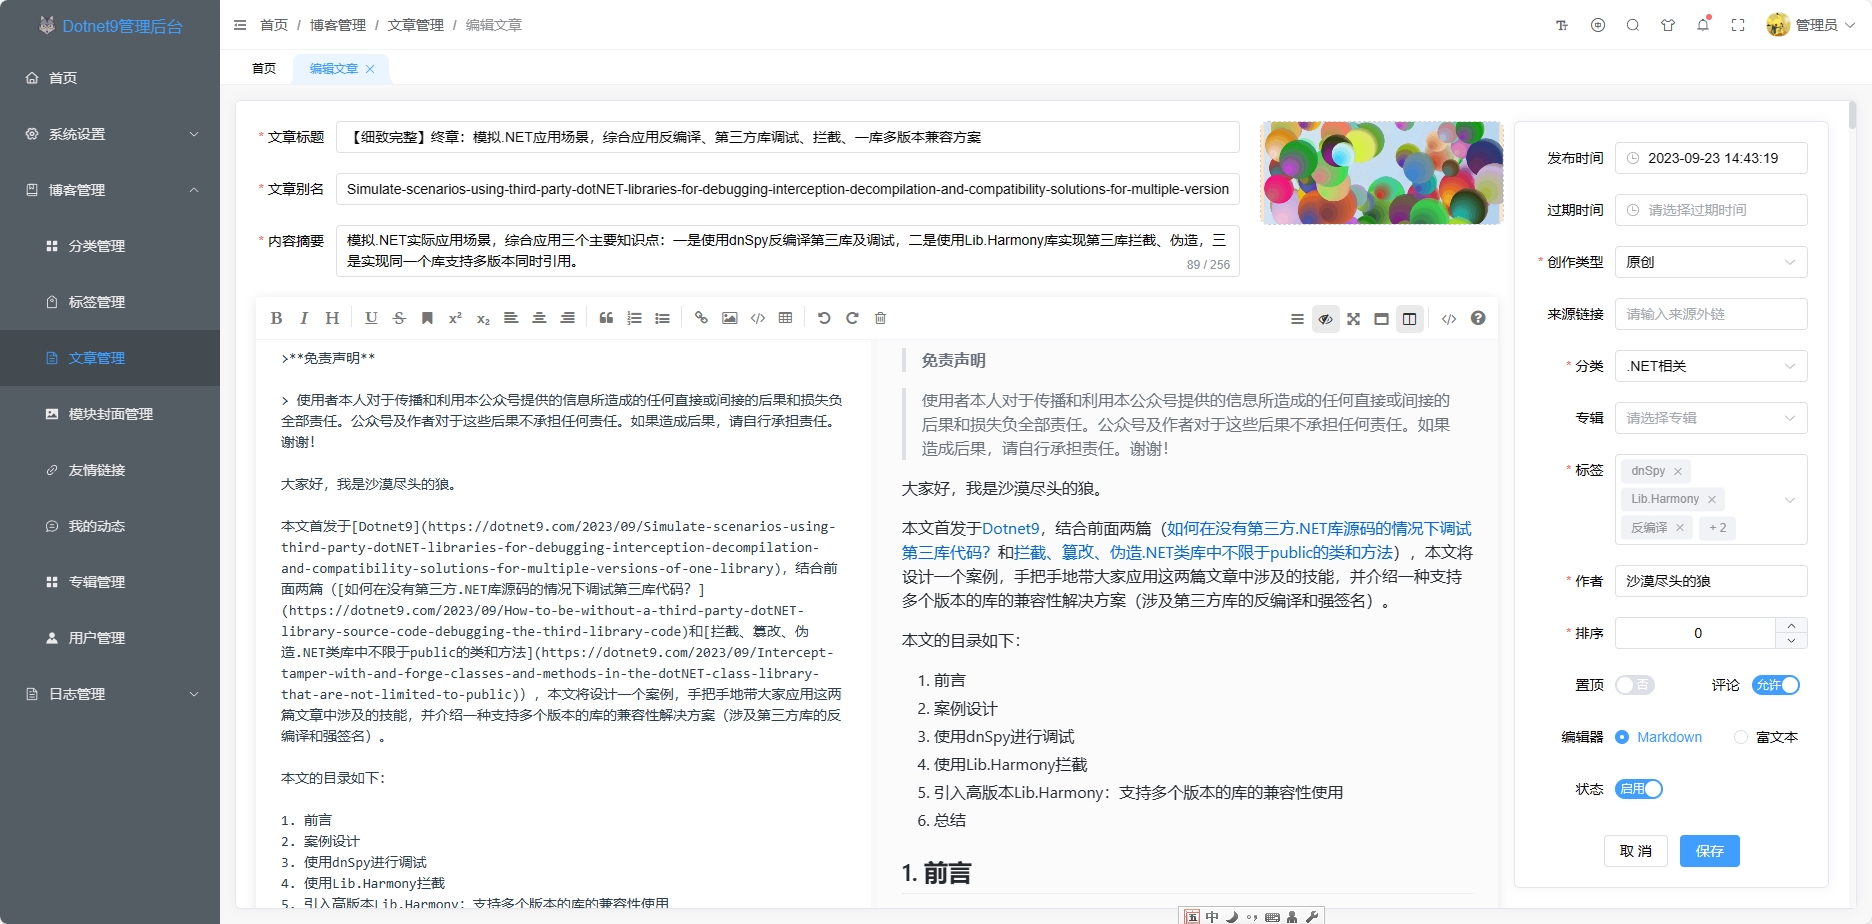 Dotnet9管理后台
首页 / 博客管理 / 文章管理 / 编辑文章
管理员
首页
编辑文章
首页
系统设置
博客管理
分类管理
标签管理
文章管理
模块封面管理
友情链接
我的动态
专辑管理
用户管理
日志管理
* 文章标题
【细致完整】终章：模拟.NET应用场景，综合应用反编译、第三方库调试、拦截、一库多版本兼容方案
* 文章别名
Simulate-scenarios-using-third-party-dotNET-libraries-for-debugging-interception-decompilation-and-compatibility-solutions-for-multiple-version
* 内容摘要
模拟.NET实际应用场景，综合应用三个主要知识点：一是使用dnSpy反编译第三库及调试，二是使用Lib.Harmony库实现第三库拦截、伪造，三
是实现同一个库支持多版本同时引用。
89 / 256
>**免责声明**
> 使用者本人对于传播和利用本公众号提供的信息所造成的任何直接或间接的后果和损失负
全部责任。公众号及作者对于这些后果不承担任何责任。如果造成后果，请自行承担责任。
谢谢！
大家好，我是沙漠尽头的狼。
本文首发于[Dotnet9](https://dotnet9.com/2023/09/Simulate-scenarios-using-
third-party-dotNET-libraries-for-debugging-interception-decompilation-
and-compatibility-solutions-for-multiple-versions-of-one-library)，结合前
面两篇（[如何在没有第三方.NET库源码的情况下调试第三库代码？]
(https://dotnet9.com/2023/09/How-to-be-without-a-third-party-dotNET-
library-source-code-debugging-the-third-library-code)和[拦截、篡改、伪
造.NET类库中不限于public的类和方法](https://dotnet9.com/2023/09/Intercept-
tamper-with-and-forge-classes-and-methods-in-the-dotNET-class-library-
that-are-not-limited-to-public)），本文将设计一个案例，手把手地带大家应用这两
篇文章中涉及的技能，并介绍一种支持多个版本的库的兼容性解决方案（涉及第三方库的反
编译和强签名）。
本文的目录如下：
1. 前言
2. 案例设计
3. 使用dnSpy进行调试
4. 使用Lib.Harmony拦截
5. 引入高版本Lib.Harmony：支持多个版本的库的兼容性使用
免责声明
使用者本人对于传播和利用本公众号提供的信息所造成的任何直接或间接的
后果和损失负全部责任。公众号及作者对于这些后果不承担任何责任。如果
造成后果，请自行承担责任。谢谢！
大家好，我是沙漠尽头的狼。
本文首发于Dotnet9，结合前面两篇（如何在没有第三方.NET库源码的情况下调试
第三库代码？和拦截、篡改、伪造.NET类库中不限于public的类和方法），本文将
设计一个案例，手把手地带大家应用这两篇文章中涉及的技能，并介绍一种支持
多个版本的库的兼容性解决方案（涉及第三方库的反编译和强签名）。
本文的目录如下：
1. 前言
2. 案例设计
3. 使用dnSpy进行调试
4. 使用Lib.Harmony拦截
5. 引入高版本Lib.Harmony：支持多个版本的库的兼容性使用
6. 总结
1. 前言
发布时间
2023-09-23 14:43:19
过期时间
请选择过期时间
* 创作类型
原创
来源链接
请输入来源外链
* 分类
.NET相关
专辑
请选择专辑
* 标签
dnSpy
Lib.Harmony
反编译
+ 2
* 作者
沙漠尽头的狼
* 排序
0
置顶
否
评论
允许
编辑器
Markdown
富文本
状态
启用
取 消
保存
五 中